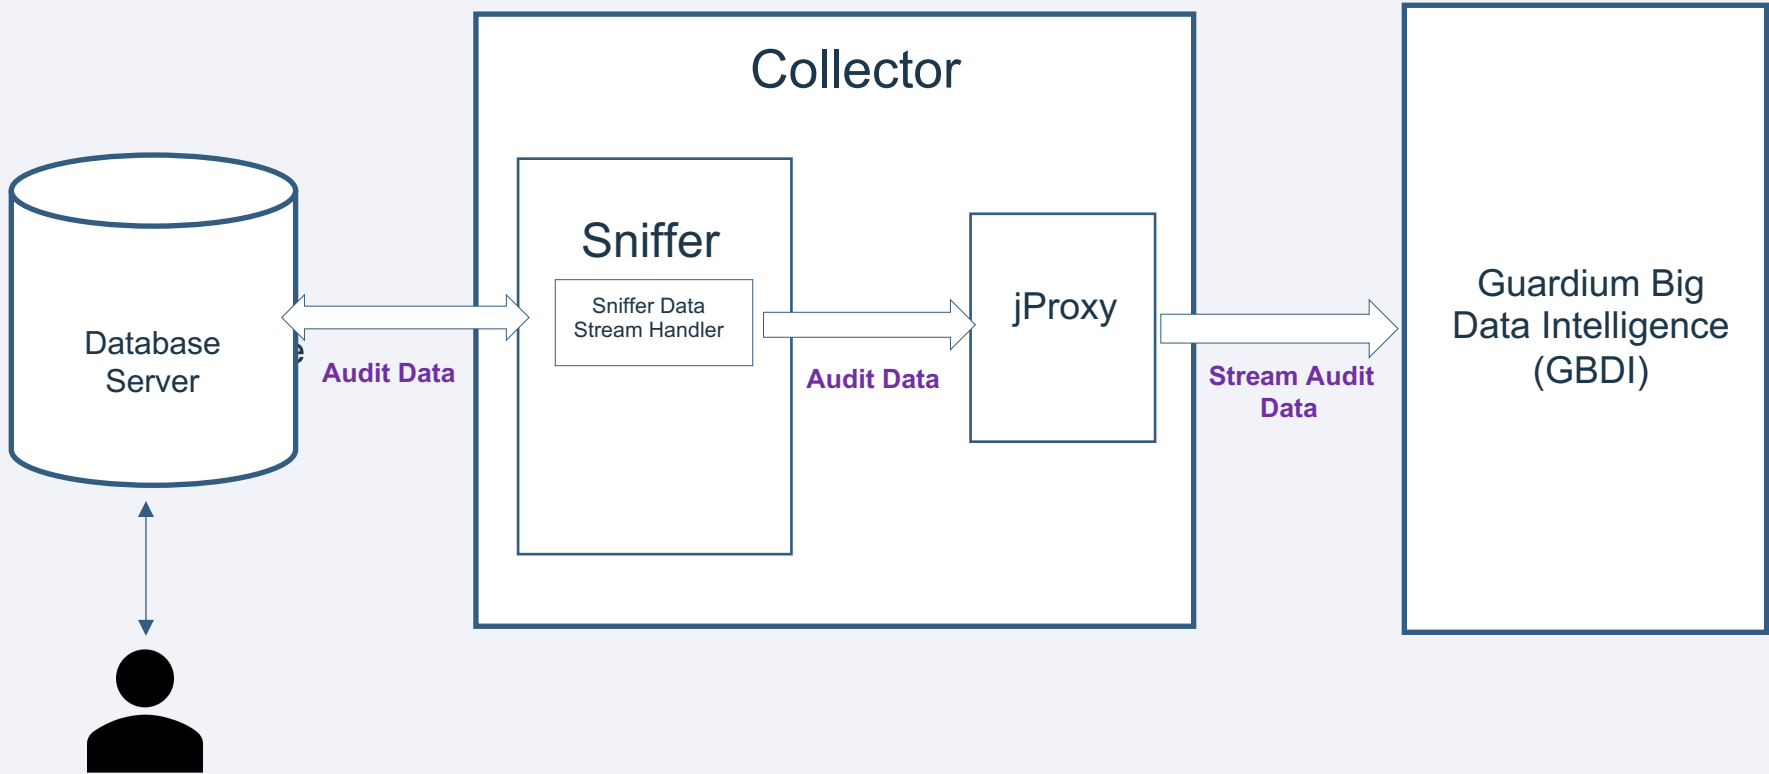 Collector
Sniffer
Sniffer Data
Stream Handler
jProxy
Guardium Big
Data Intelligence
(GBDI)
Database
Server
e
Audit Data
Audit Data
Stream Audit
Data